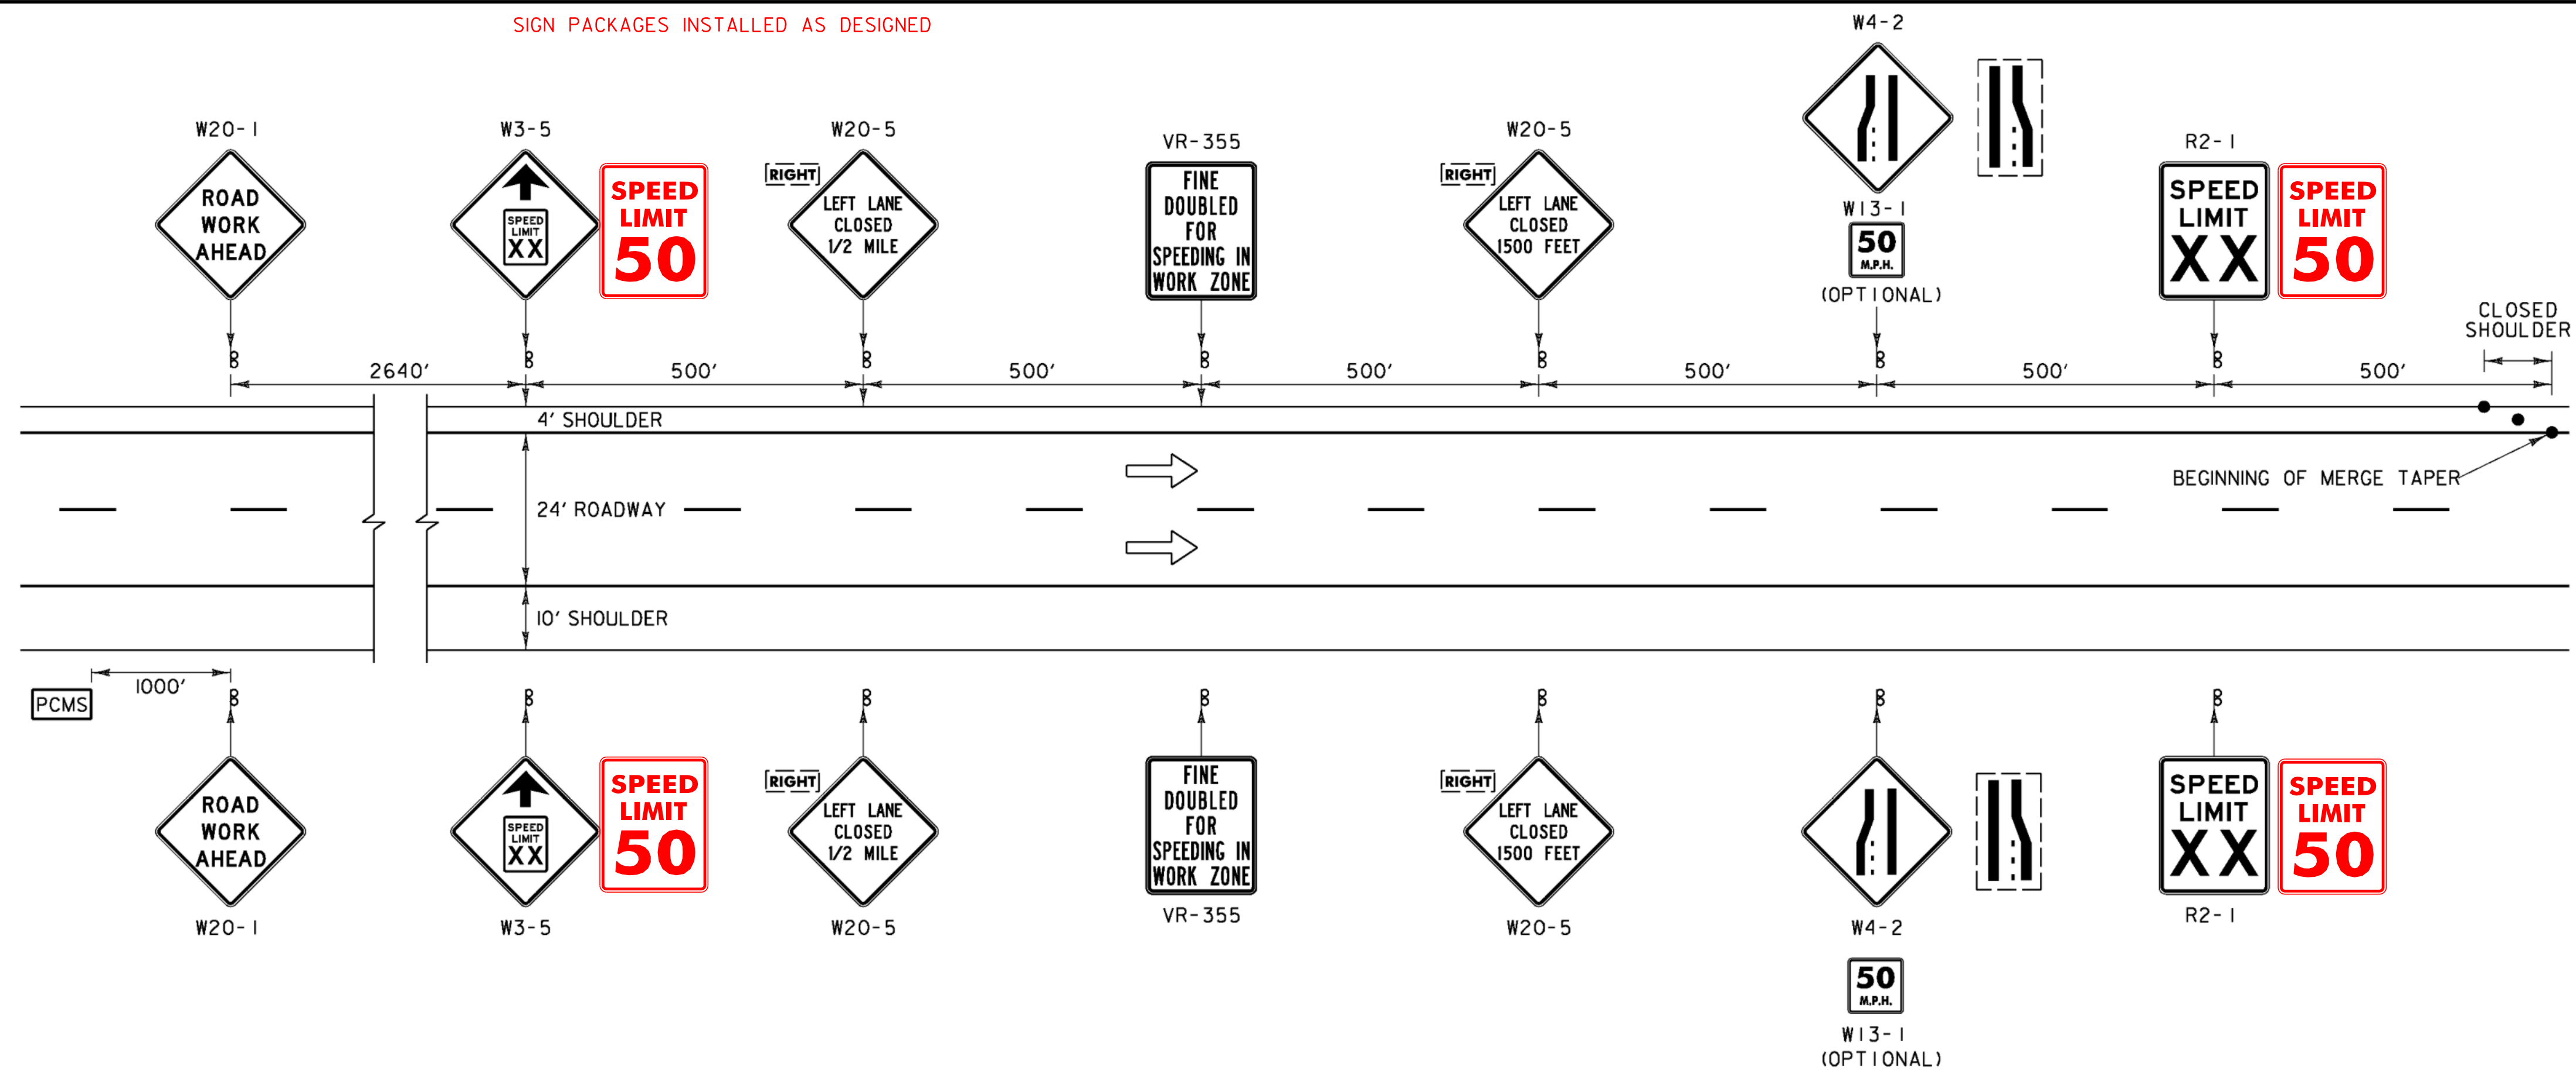 SIGN PACKAGES INSTALLED AS DESIGNED
W20-1
ROAD
WORK
AHEAD
W3-5
SPEED
LIMIT
XX
SPEED
LIMIT
50
W20-5
RIGHT
LEFT LANE
CLOSED
1/2 MILE
VR-355
FINE
DOUBLED
FOR
SPEEDING IN
WORK ZONE
W20-5
RIGHT
LEFT LANE
CLOSED
1500 FEET
W4-2
W13-1
50
M.P.H.
(OPTIONAL)
R2-1
SPEED
LIMIT
XX
SPEED
LIMIT
50
CLOSED
SHOULDER
2640'
500'
500'
500'
500'
500'
500'
4' SHOULDER
BEGINNING OF MERGE TAPER
24' ROADWAY
10' SHOULDER
1000'
PCMS
ROAD
WORK
AHEAD
W20-1
SPEED
LIMIT
XX
W3-5
SPEED
LIMIT
50
RIGHT
LEFT LANE
CLOSED
1/2 MILE
W20-5
FINE
DOUBLED
FOR
SPEEDING IN
WORK ZONE
VR-355
RIGHT
LEFT LANE
CLOSED
1500 FEET
W20-5
W4-2
50
M.P.H.
W13-1
(OPTIONAL)
SPEED
LIMIT
XX
R2-1
SPEED
LIMIT
50